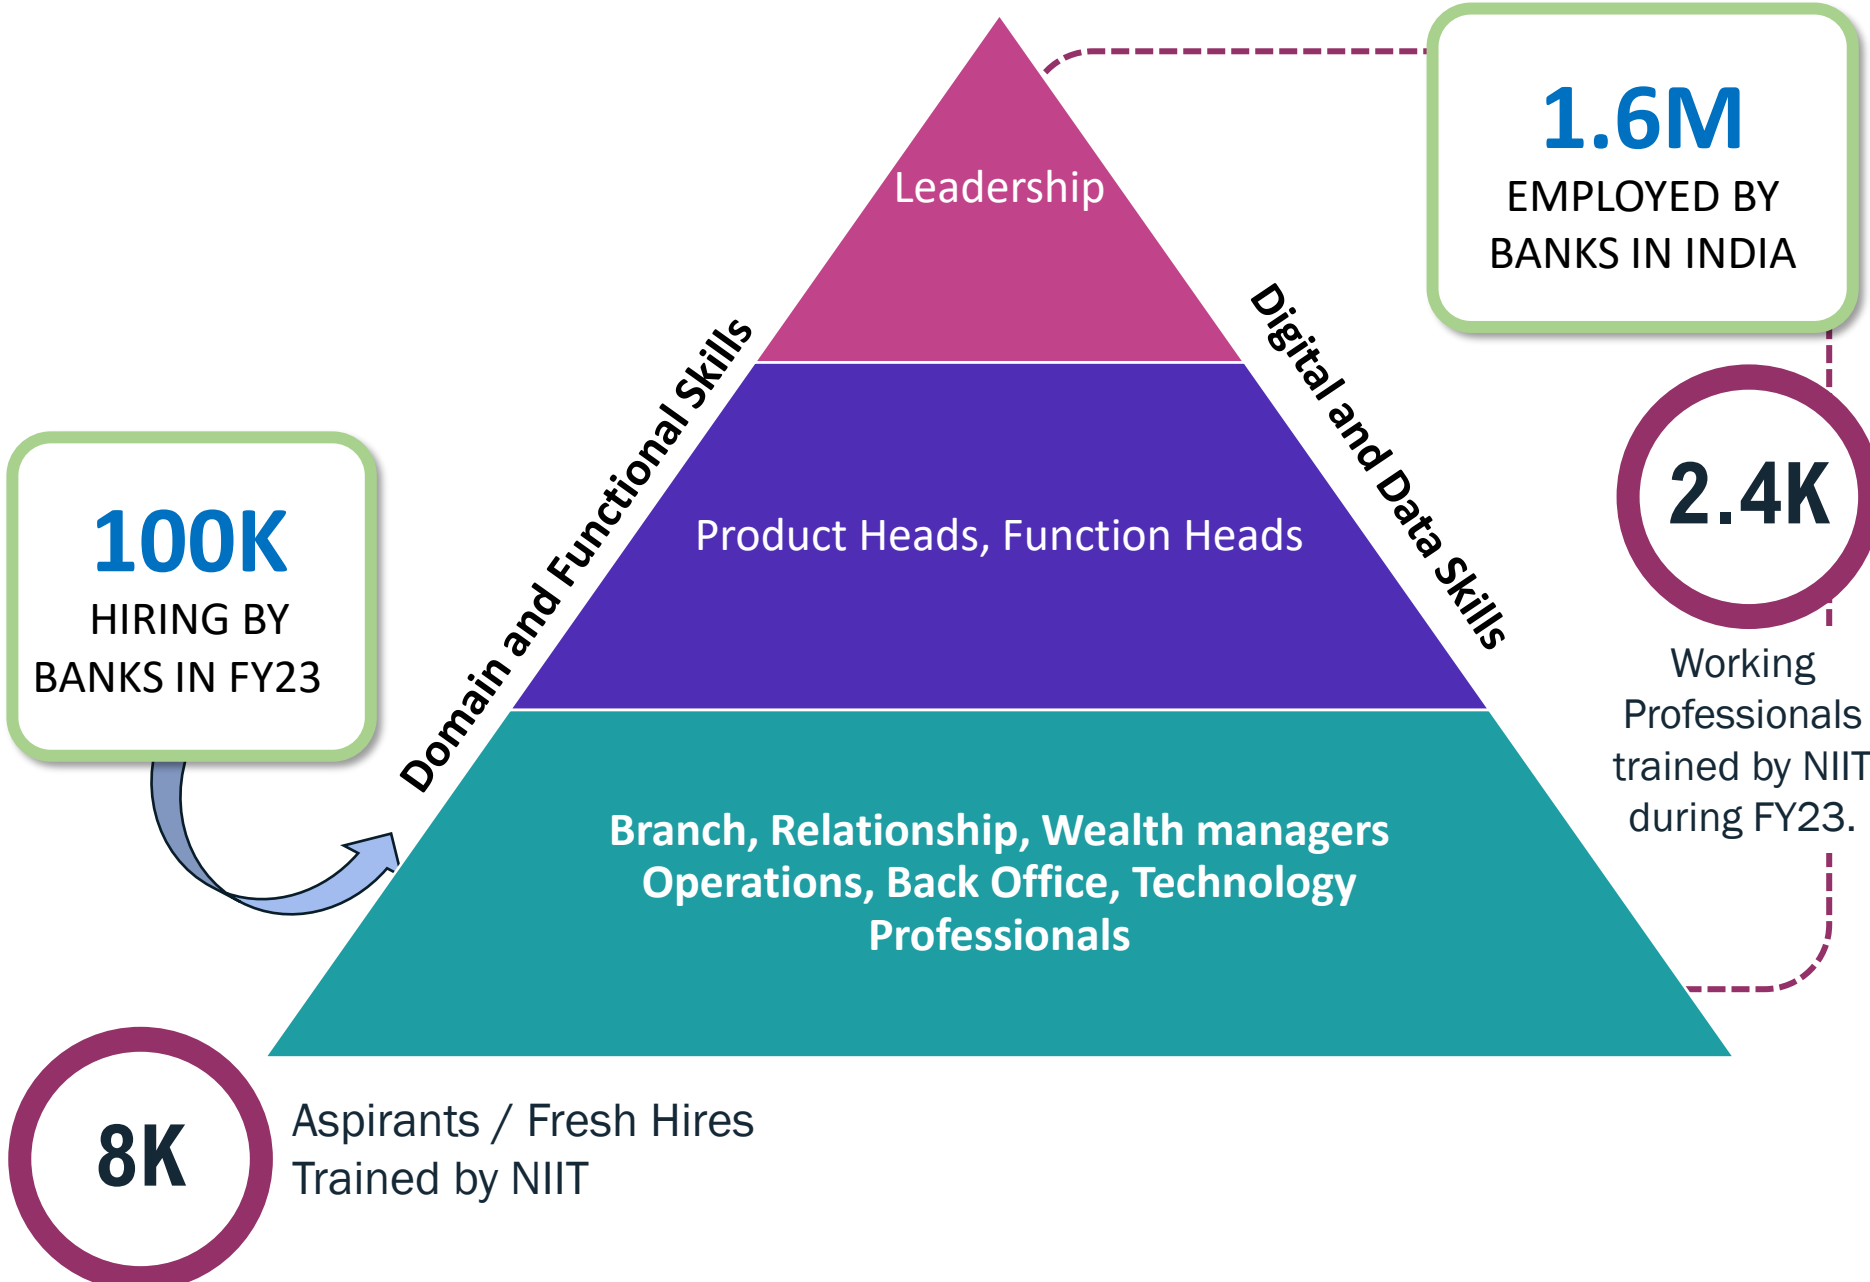 Leadership
1.6M
EMPLOYED BY
BANKS IN INDIA
Domain and Functional Skills
Digital and Data Skills
Product Heads, Function Heads
100K
HIRING BY
BANKS IN FY23
2.4K
Working
Professionals
trained by NIIT
during FY23.
Branch, Relationship, Wealth managers
Operations, Back Office, Technology
Professionals
8K
Aspirants / Fresh Hires
Trained by NIIT